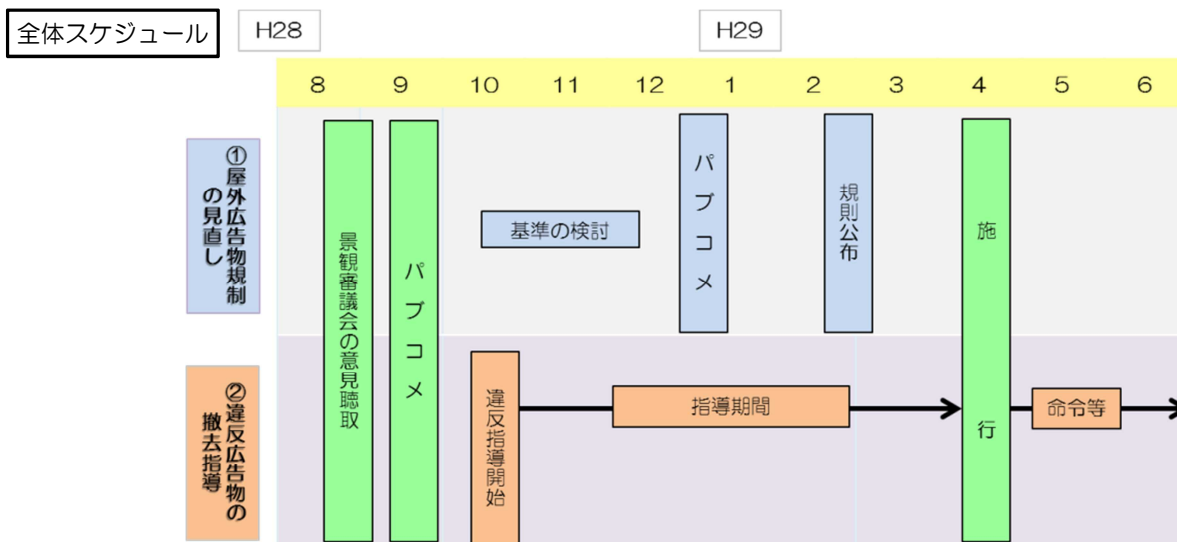 全体スケジュール
H28
H29
8 9 10 11 12 1 2 3 4 5 6
①屋外広告物規制
の見直し
景観審議会の意見聴取
パブコメ
基準の検討
パブコメ
規則公布
施行
②違反広告物の
撤去指導
違反指導開始
指導期間
命令等